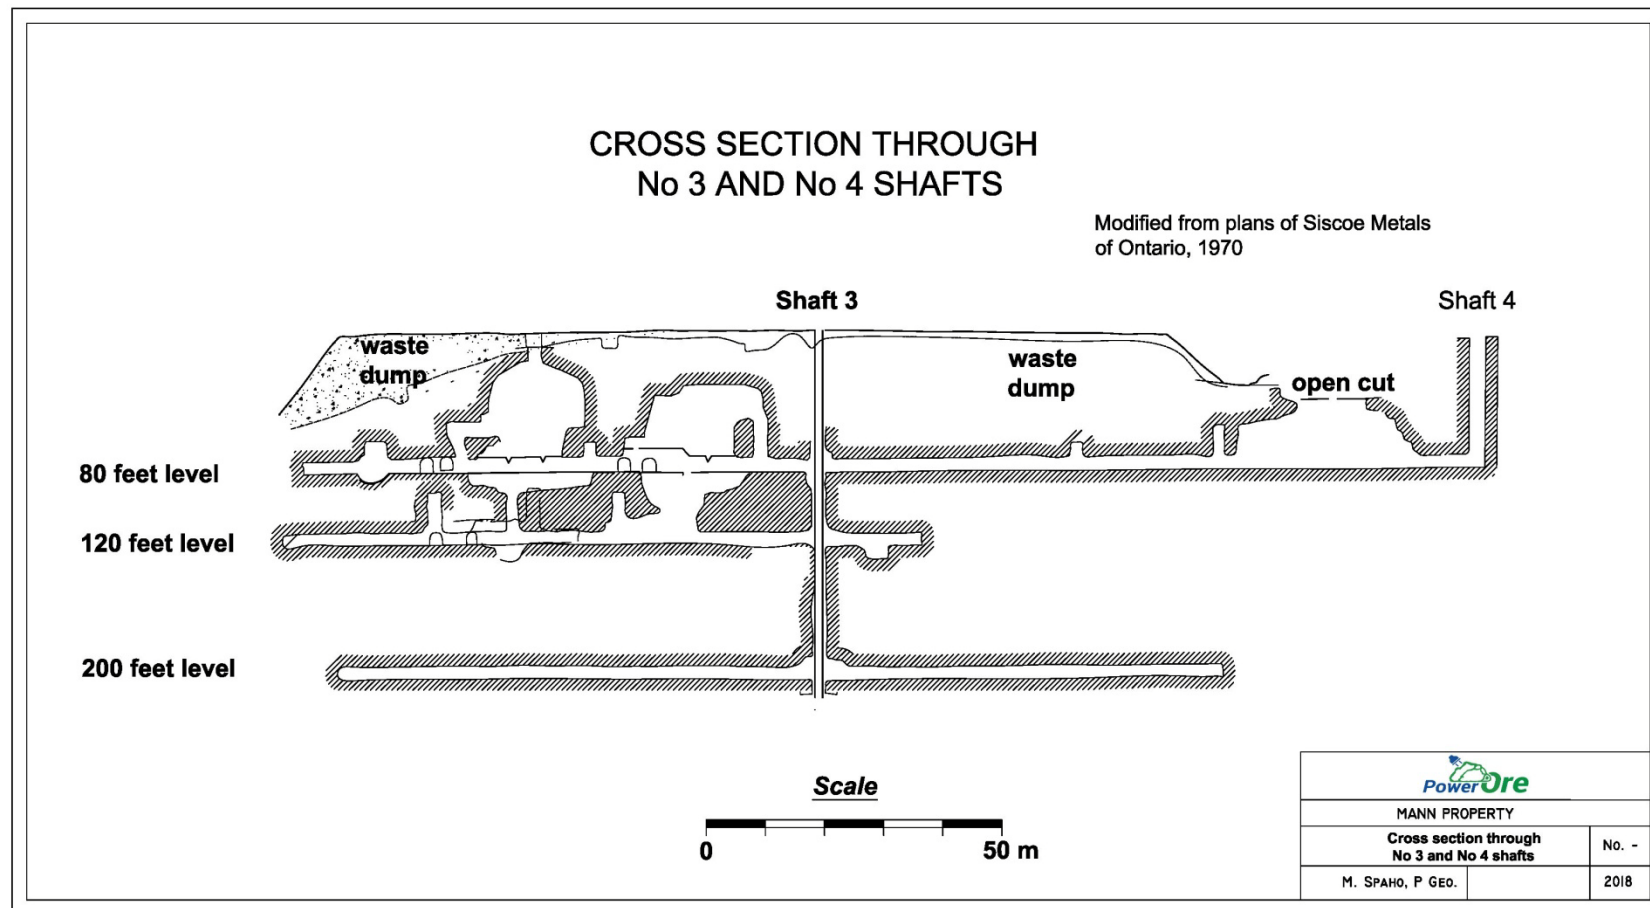 CROSS SECTION THROUGH
No 3 AND No 4 SHAFTS
Modified from plans of Siscoe Metals
of Ontario, 1970
Shaft 3
Shaft 4
waste
dump
waste
dump
open cut
80 feet level
120 feet level
200 feet level
Scale
0
50 m
PowerOre
MANN PROPERTY
Cross section through
No 3 and No 4 shafts
No. -
M. SPAHO, P GEO.
2018